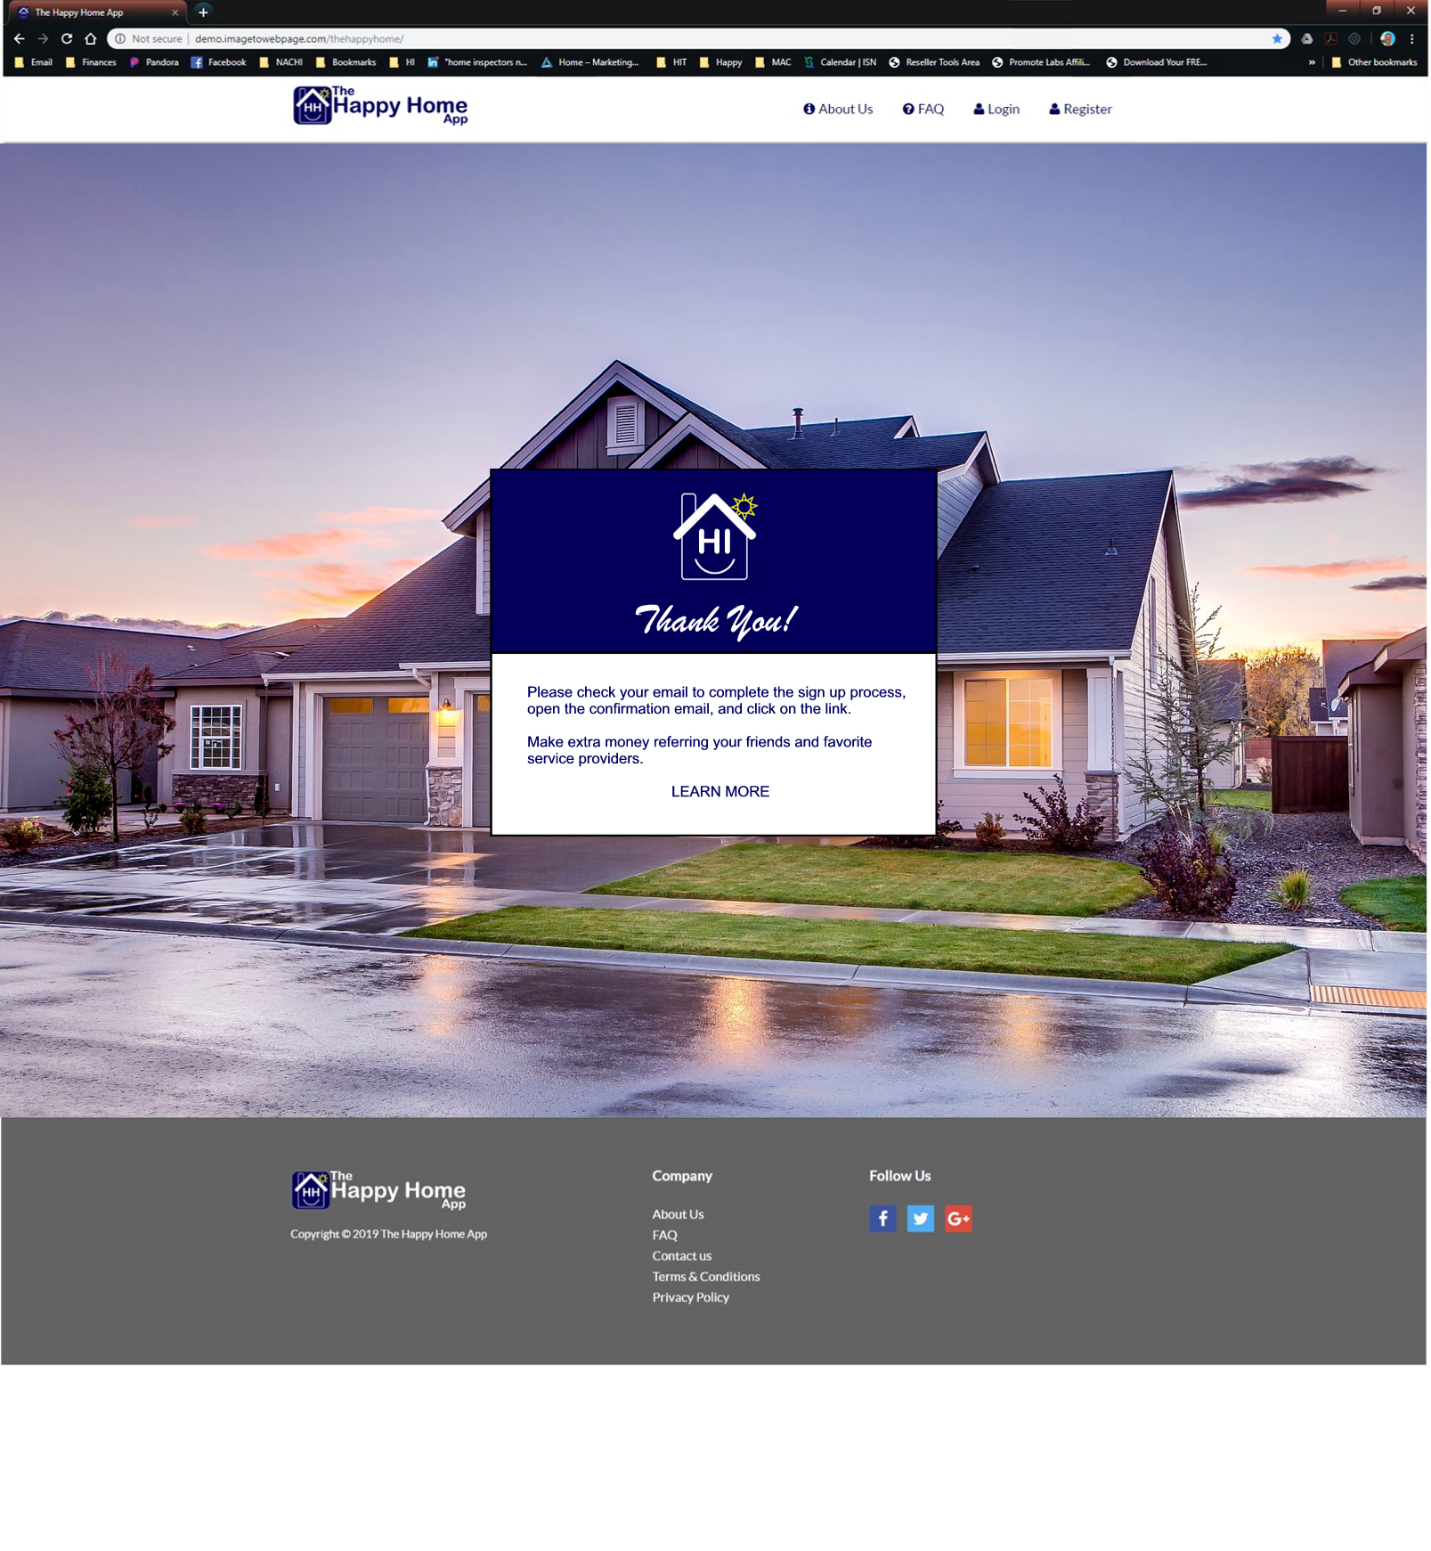 The Happy Home App
Not secure | demo.imagetowebpage.com/thehappyhome/
Email Finances Pandora Facebook NACHI Bookmarks HI "home inspectors n... Home – Marketing... HIT Happy MAC Calendar | ISN Reseller Tools Area Promote Labs Affili... Download Your FRE... » Other bookmarks
HH The
Happy Home
App
About Us FAQ Login Register
HI
Thank You!
Please check your email to complete the sign up process,
open the confirmation email, and click on the link.
Make extra money referring your friends and favorite
service providers.
LEARN MORE
HH The
Happy Home
App
Copyright © 2019 The Happy Home App
Company
About Us
FAQ
Contact us
Terms & Conditions
Privacy Policy
Follow Us
f G+